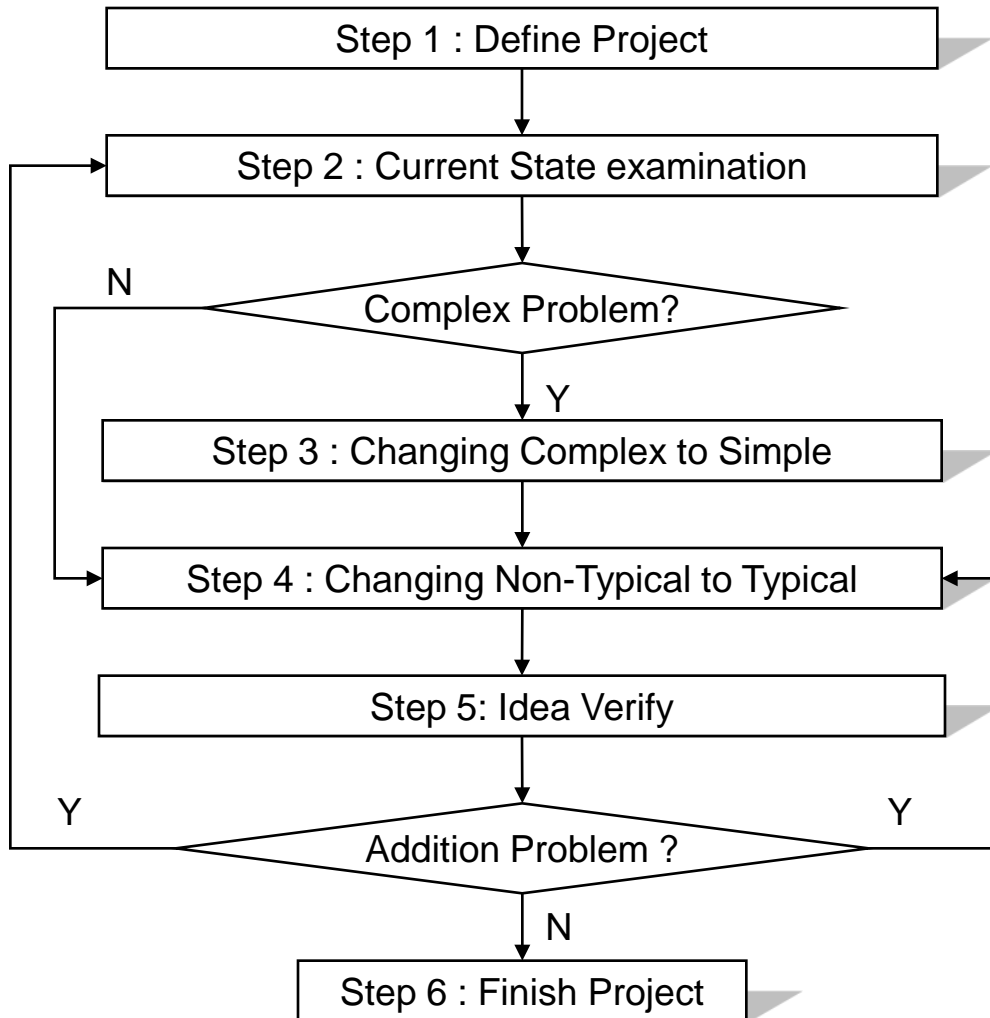 Step 1 : Define Project
Step 2 : Current State examination
N
Complex Problem?
Y
Step 3 : Changing Complex to Simple
Step 4 : Changing Non-Typical to Typical
Step 5: Idea Verify
Y
Y
Addition Problem ?
N
Step 6 : Finish Project